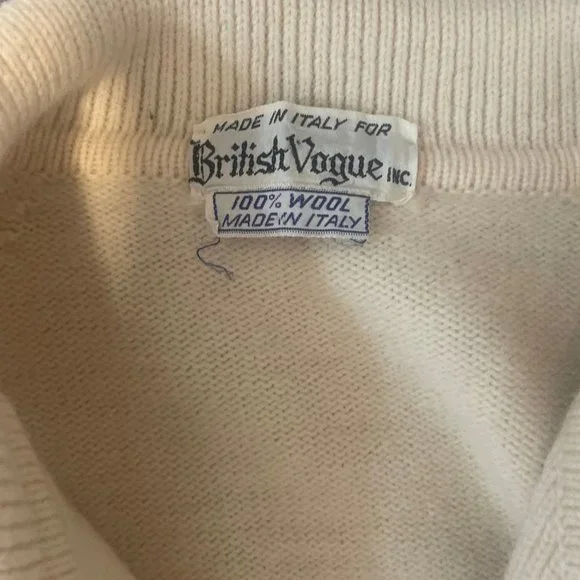 MADE IN ITALY FOR
British Vogue INC.
100% WOOL
MADE IN ITALY